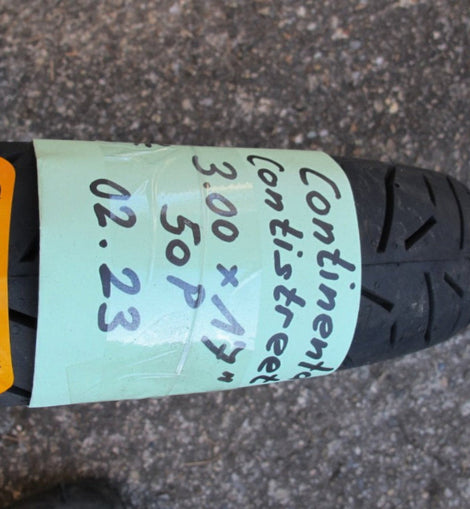 Continental
Contistreet
3.00 x 17"
50P
02.23